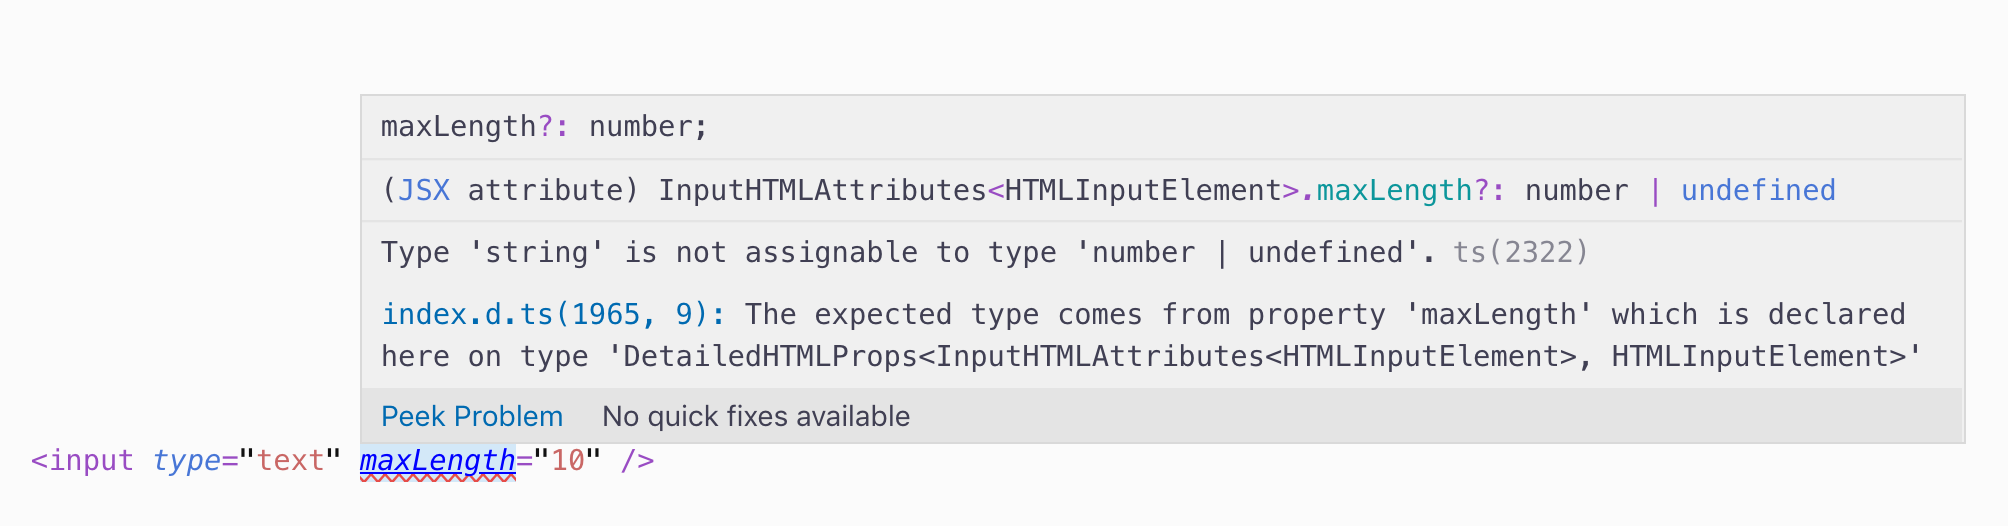 maxLength?: number;
(JSX attribute) InputHTMLAttributes<HTMLInputElement>.maxLength?: number | undefined
Type 'string' is not assignable to type 'number | undefined'. ts(2322)
index.d.ts(1965, 9): The expected type comes from property 'maxLength' which is declared
here on type 'DetailedHTMLProps<InputHTMLAttributes<HTMLInputElement>, HTMLInputElement>'
Peek Problem No quick fixes available
<input type="text" maxLength="10" />